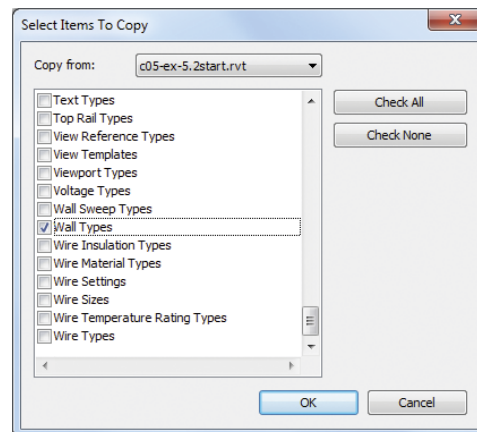 Select Items To Copy
Copy from: c05-ex-5.2start.rvt
Text Types
Top Rail Types
View Reference Types
View Templates
Viewport Types
Voltage Types
Wall Sweep Types
Wall Types
Wire Insulation Types
Wire Material Types
Wire Settings
Wire Sizes
Wire Temperature Rating Types
Wire Types
Check All
Check None
OK Cancel